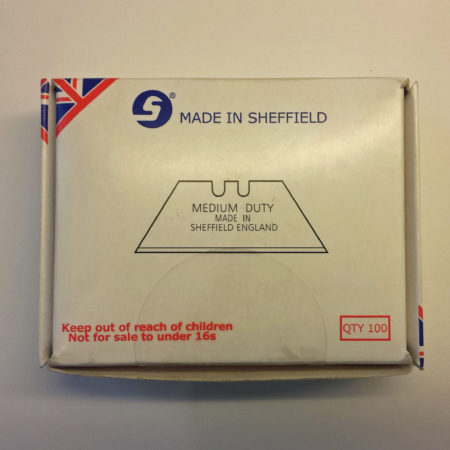 S®
MADE IN SHEFFIELD
MEDIUM DUTY
MADE IN
SHEFFIELD ENGLAND
Keep out of reach of children
Not for sale to under 16s
QTY 100